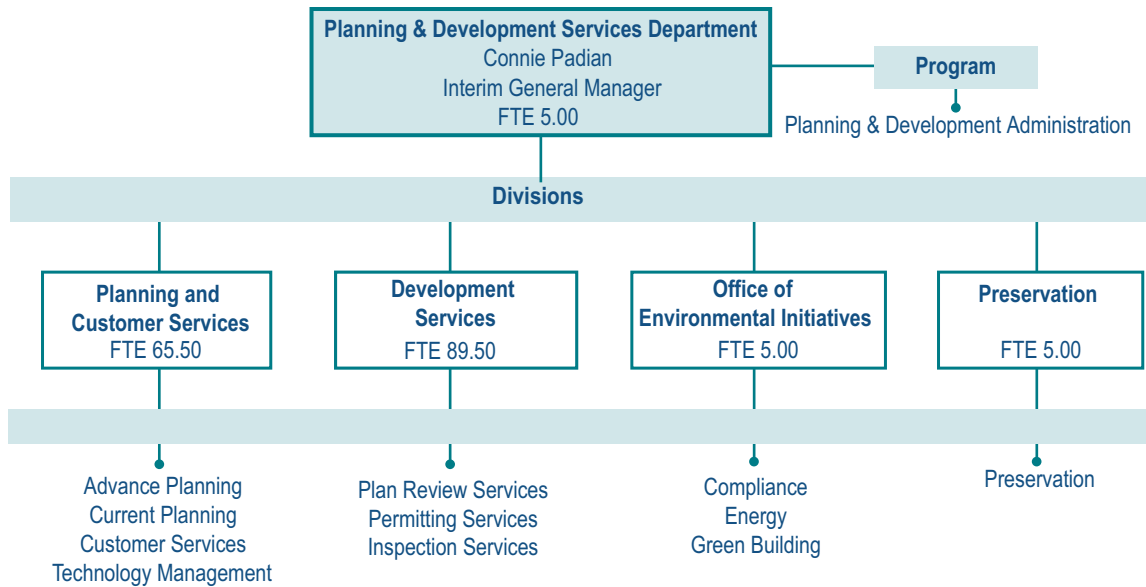 Planning & Development Services Department
Connie Padian
Interim General Manager
FTE 5.00
Program
Planning & Development Administration
Divisions
Planning and
Customer Services
FTE 65.50
Development
Services
FTE 89.50
Office of
Environmental Initiatives
FTE 5.00
Preservation
FTE 5.00
Advance Planning
Current Planning
Customer Services
Technology Management
Plan Review Services
Permitting Services
Inspection Services
Compliance
Energy
Green Building
Preservation